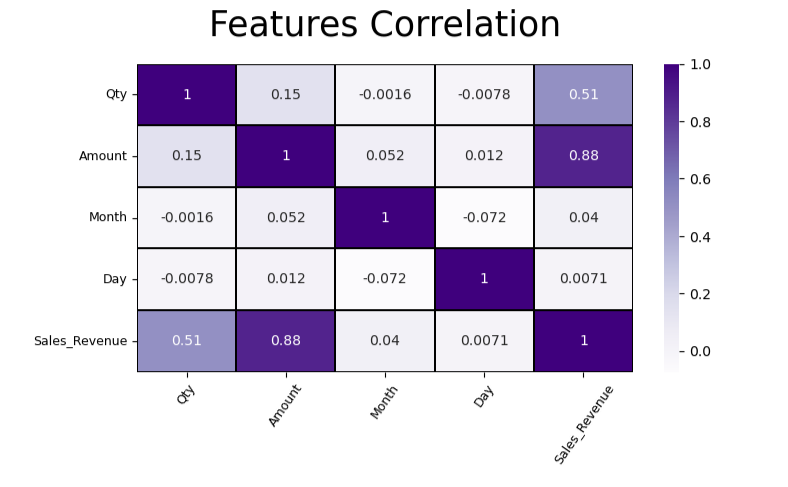 Features Correlation
Qty 1 0.15 -0.0016 -0.0078 0.51
Amount 0.15 1 0.052 0.012 0.88
Month -0.0016 0.052 1 -0.072 0.04
Day -0.0078 0.012 -0.072 1 0.0071
Sales_Revenue 0.51 0.88 0.04 0.0071 1
Qty Amount Month Day Sales_Revenue
1.0
0.8
0.6
0.4
0.2
0.0